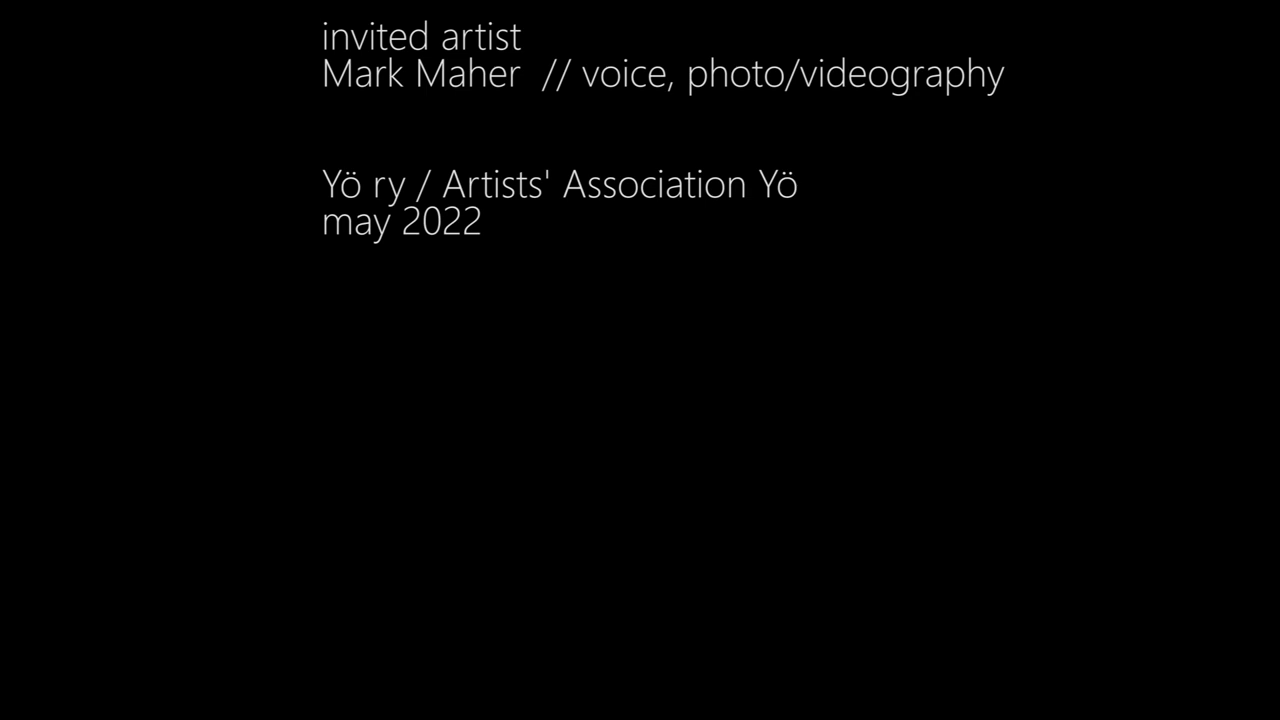 invited artist
Mark Maher // voice, photo/videography
Yö ry / Artists' Association Yö
may 2022